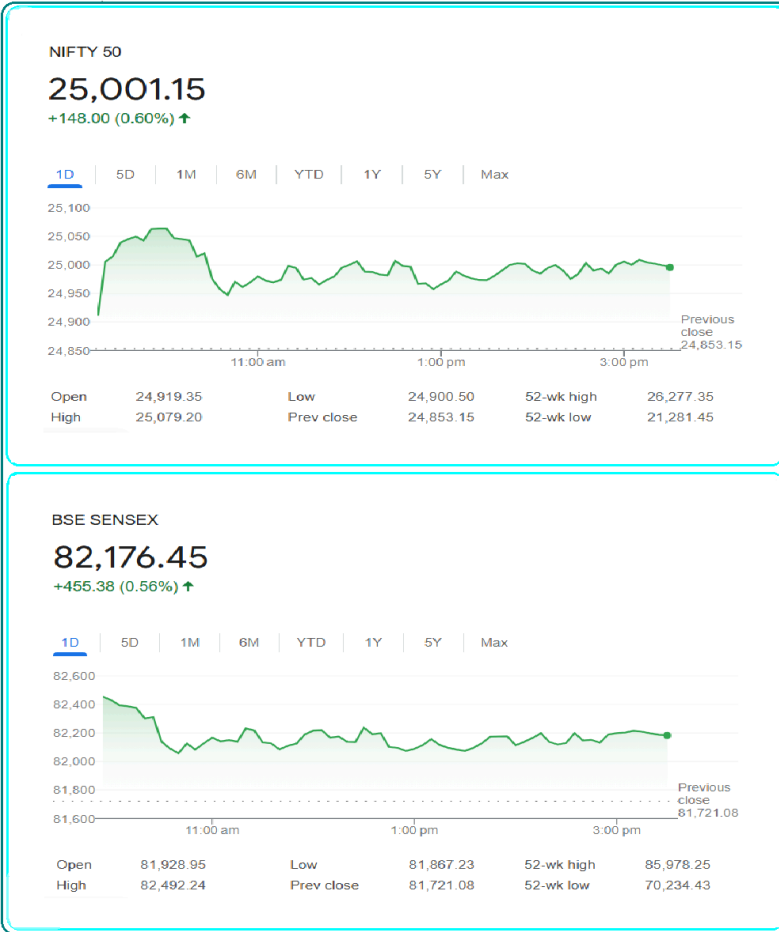 NIFTY 50
25,001.15
+148.00 (0.60%) ↑
1D 5D 1M 6M YTD 1Y 5Y Max
25,100
25,050
25,000
24,950
24,900
24,850
Previous
close
24,853.15
11:00 am 1:00 pm 3:00 pm
Open 24,919.35 Low 24,900.50 52-wk high 26,277.35
High 25,079.20 Prev close 24,853.15 52-wk low 21,281.45
BSE SENSEX
82,176.45
+455.38 (0.56%) ↑
1D 5D 1M 6M YTD 1Y 5Y Max
82,600
82,400
82,200
82,000
81,800
81,600
Previous
close
81,721.08
11:00 am 1:00 pm 3:00 pm
Open 81,928.95 Low 81,867.23 52-wk high 85,978.25
High 82,492.24 Prev close 81,721.08 52-wk low 70,234.43